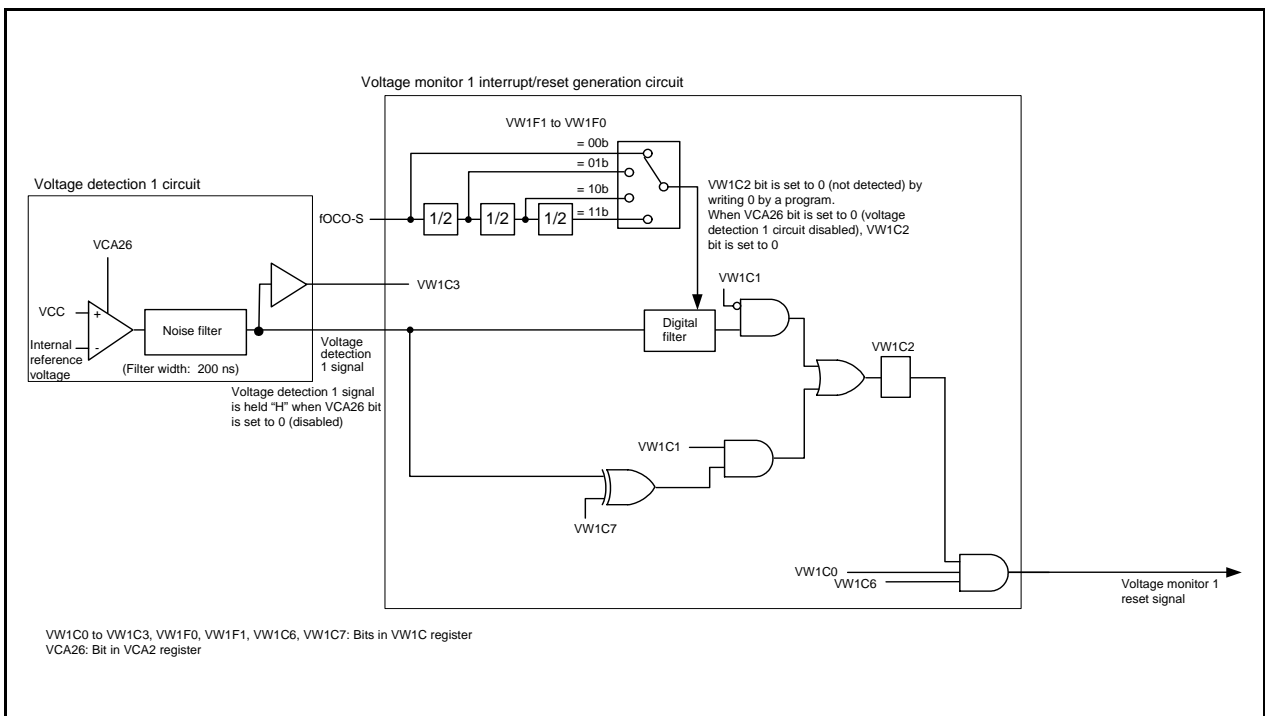 Voltage monitor 1 interrupt/reset generation circuit
VW1F1 to VW1F0
= 00b
= 01b
= 10b
= 11b
fOCO-S
1/2
1/2
1/2
VW1C2 bit is set to 0 (not detected) by
writing 0 by a program.
When VCA26 bit is set to 0 (voltage
detection 1 circuit disabled), VW1C2
bit is set to 0
Voltage detection 1 circuit
VCA26
VCC
+
-
Internal
reference
voltage
Noise filter
(Filter width: 200 ns)
VW1C3
Voltage
detection
1 signal
Voltage detection 1 signal
is held “H” when VCA26 bit
is set to 0 (disabled)
Digital
filter
VW1C1
VW1C2
VW1C1
VW1C7
VW1C0
VW1C6
Voltage monitor 1
reset signal
VW1C0 to VW1C3, VW1F0, VW1F1, VW1C6, VW1C7: Bits in VW1C register
VCA26: Bit in VCA2 register